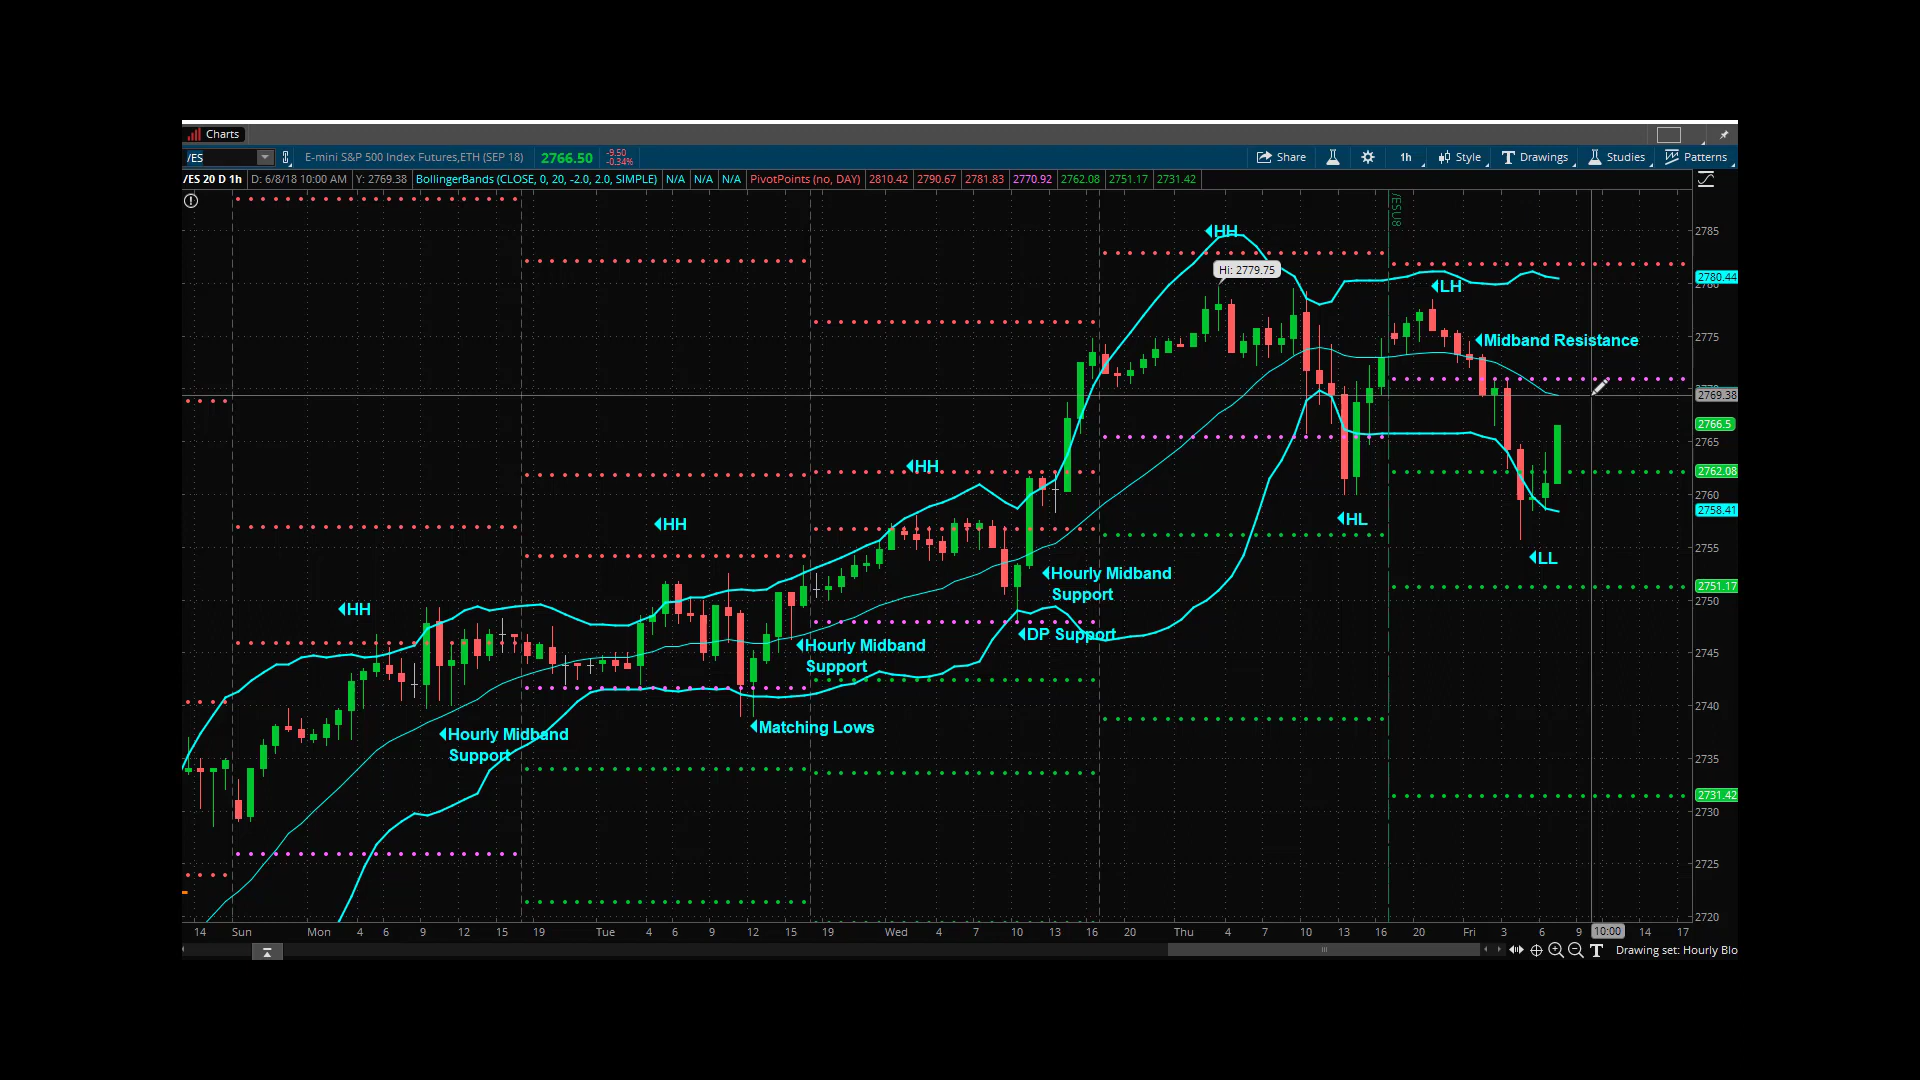 Charts
/ES
E-mini S&P 500 Index Futures,ETH (SEP 18)
2766.50
-9.50
-0.34%
Share
1h
Style
Drawings
Studies
Patterns
/ES 20 D 1h
D: 6/8/18 10:00 AM
Y: 2769.38
BollingerBands (CLOSE, 0, 20, -2.0, 2.0, SIMPLE)
N/A
N/A
N/A
PivotPoints (no, DAY)
2810.42
2790.67
2781.83
2770.92
2762.08
2751.17
2731.42
/ESU8
HH
Hi: 2779.75
LH
Midband Resistance
HH
HL
HH
LL
Hourly Midband
Support
HH
DP Support
Hourly Midband
Support
Matching Lows
Hourly Midband
Support
2785
2780.44
2780
2775
2770
2769.38
2766.5
2765
2762.08
2760
2758.41
2755
2751.17
2750
2745
2740
2735
2731.42
2730
2725
2720
14 Sun Mon 4 6 9 12 15 19 Tue 4 6 9 12 15 19 Wed 4 7 10 13 16 20 Thu 4 7 10 13 16 20 Fri 3 6 9 10:00 14 17
Drawing set: Hourly Blo